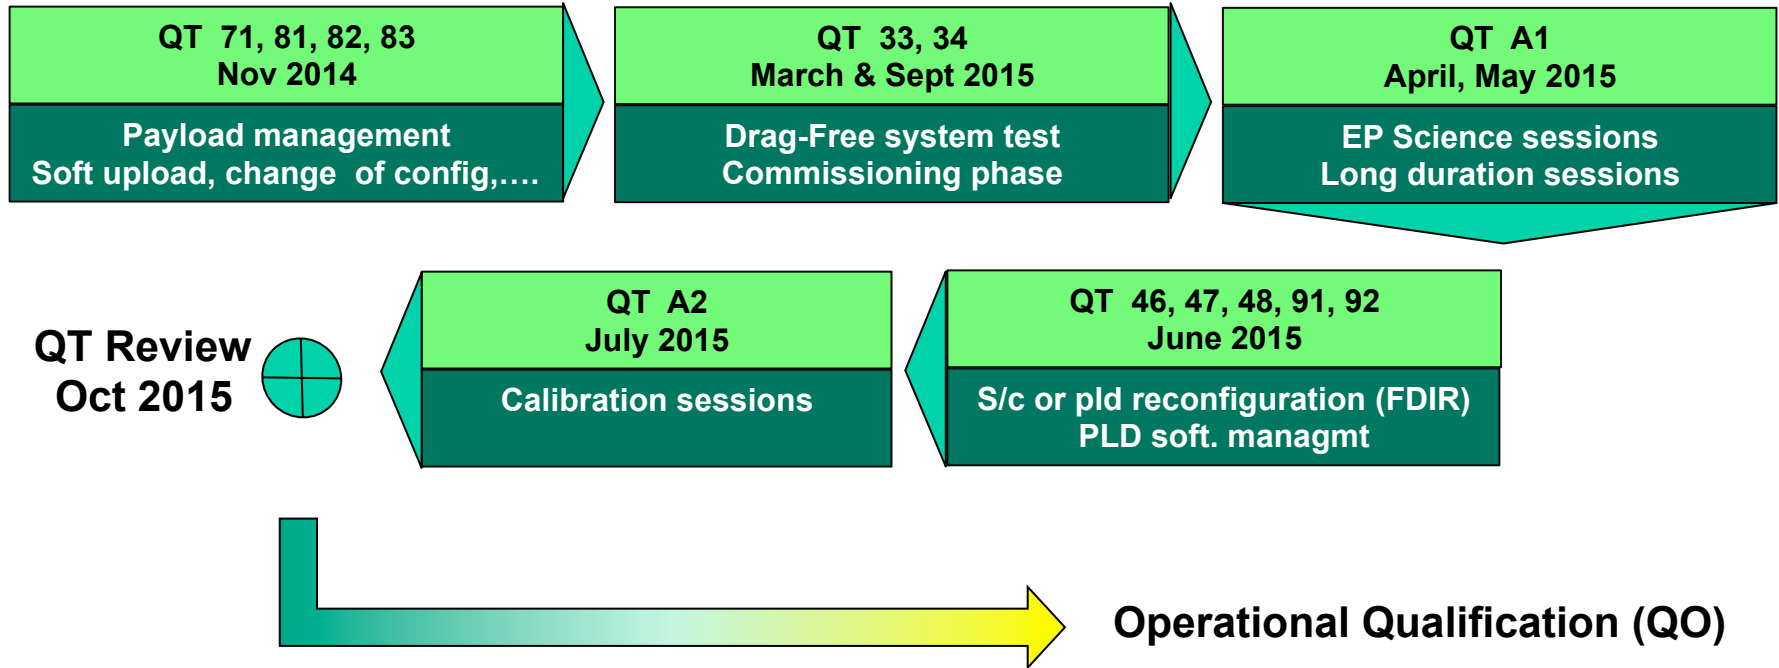 QT 71, 81, 82, 83
Nov 2014
Payload management
Soft upload, change of config,....
QT 33, 34
March & Sept 2015
Drag-Free system test
Commissioning phase
QT A1
April, May 2015
EP Science sessions
Long duration sessions
QT 46, 47, 48, 91, 92
June 2015
S/c or pld reconfiguration (FDIR)
PLD soft. managmt
QT A2
July 2015
Calibration sessions
QT Review
Oct 2015
Operational Qualification (QO)